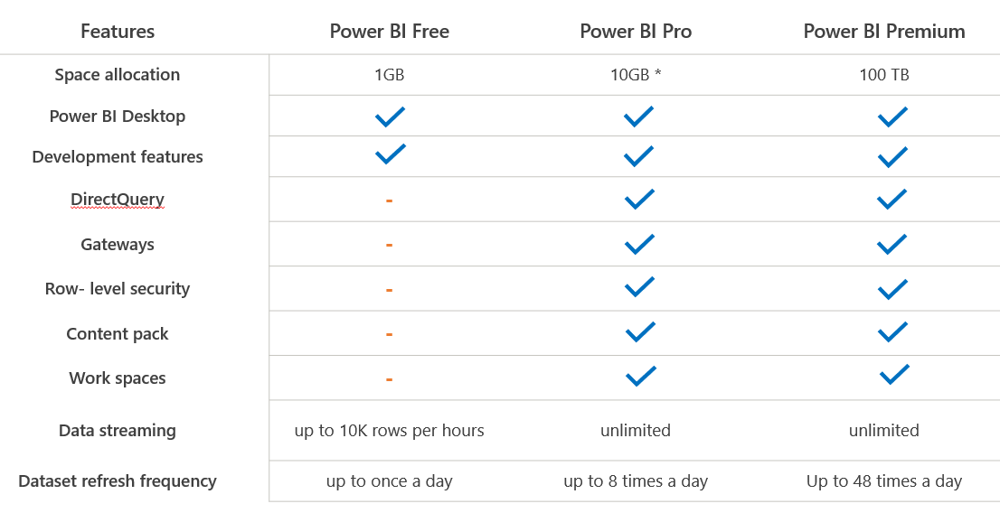 Features Power BI Free Power BI Pro Power BI Premium
Space allocation 1GB 10GB * 100 TB
Power BI Desktop
Development features
DirectQuery
Gateways
Row- level security
Content pack
Work spaces
Data streaming up to 10K rows per hours unlimited unlimited
Dataset refresh frequency up to once a day up to 8 times a day Up to 48 times a day